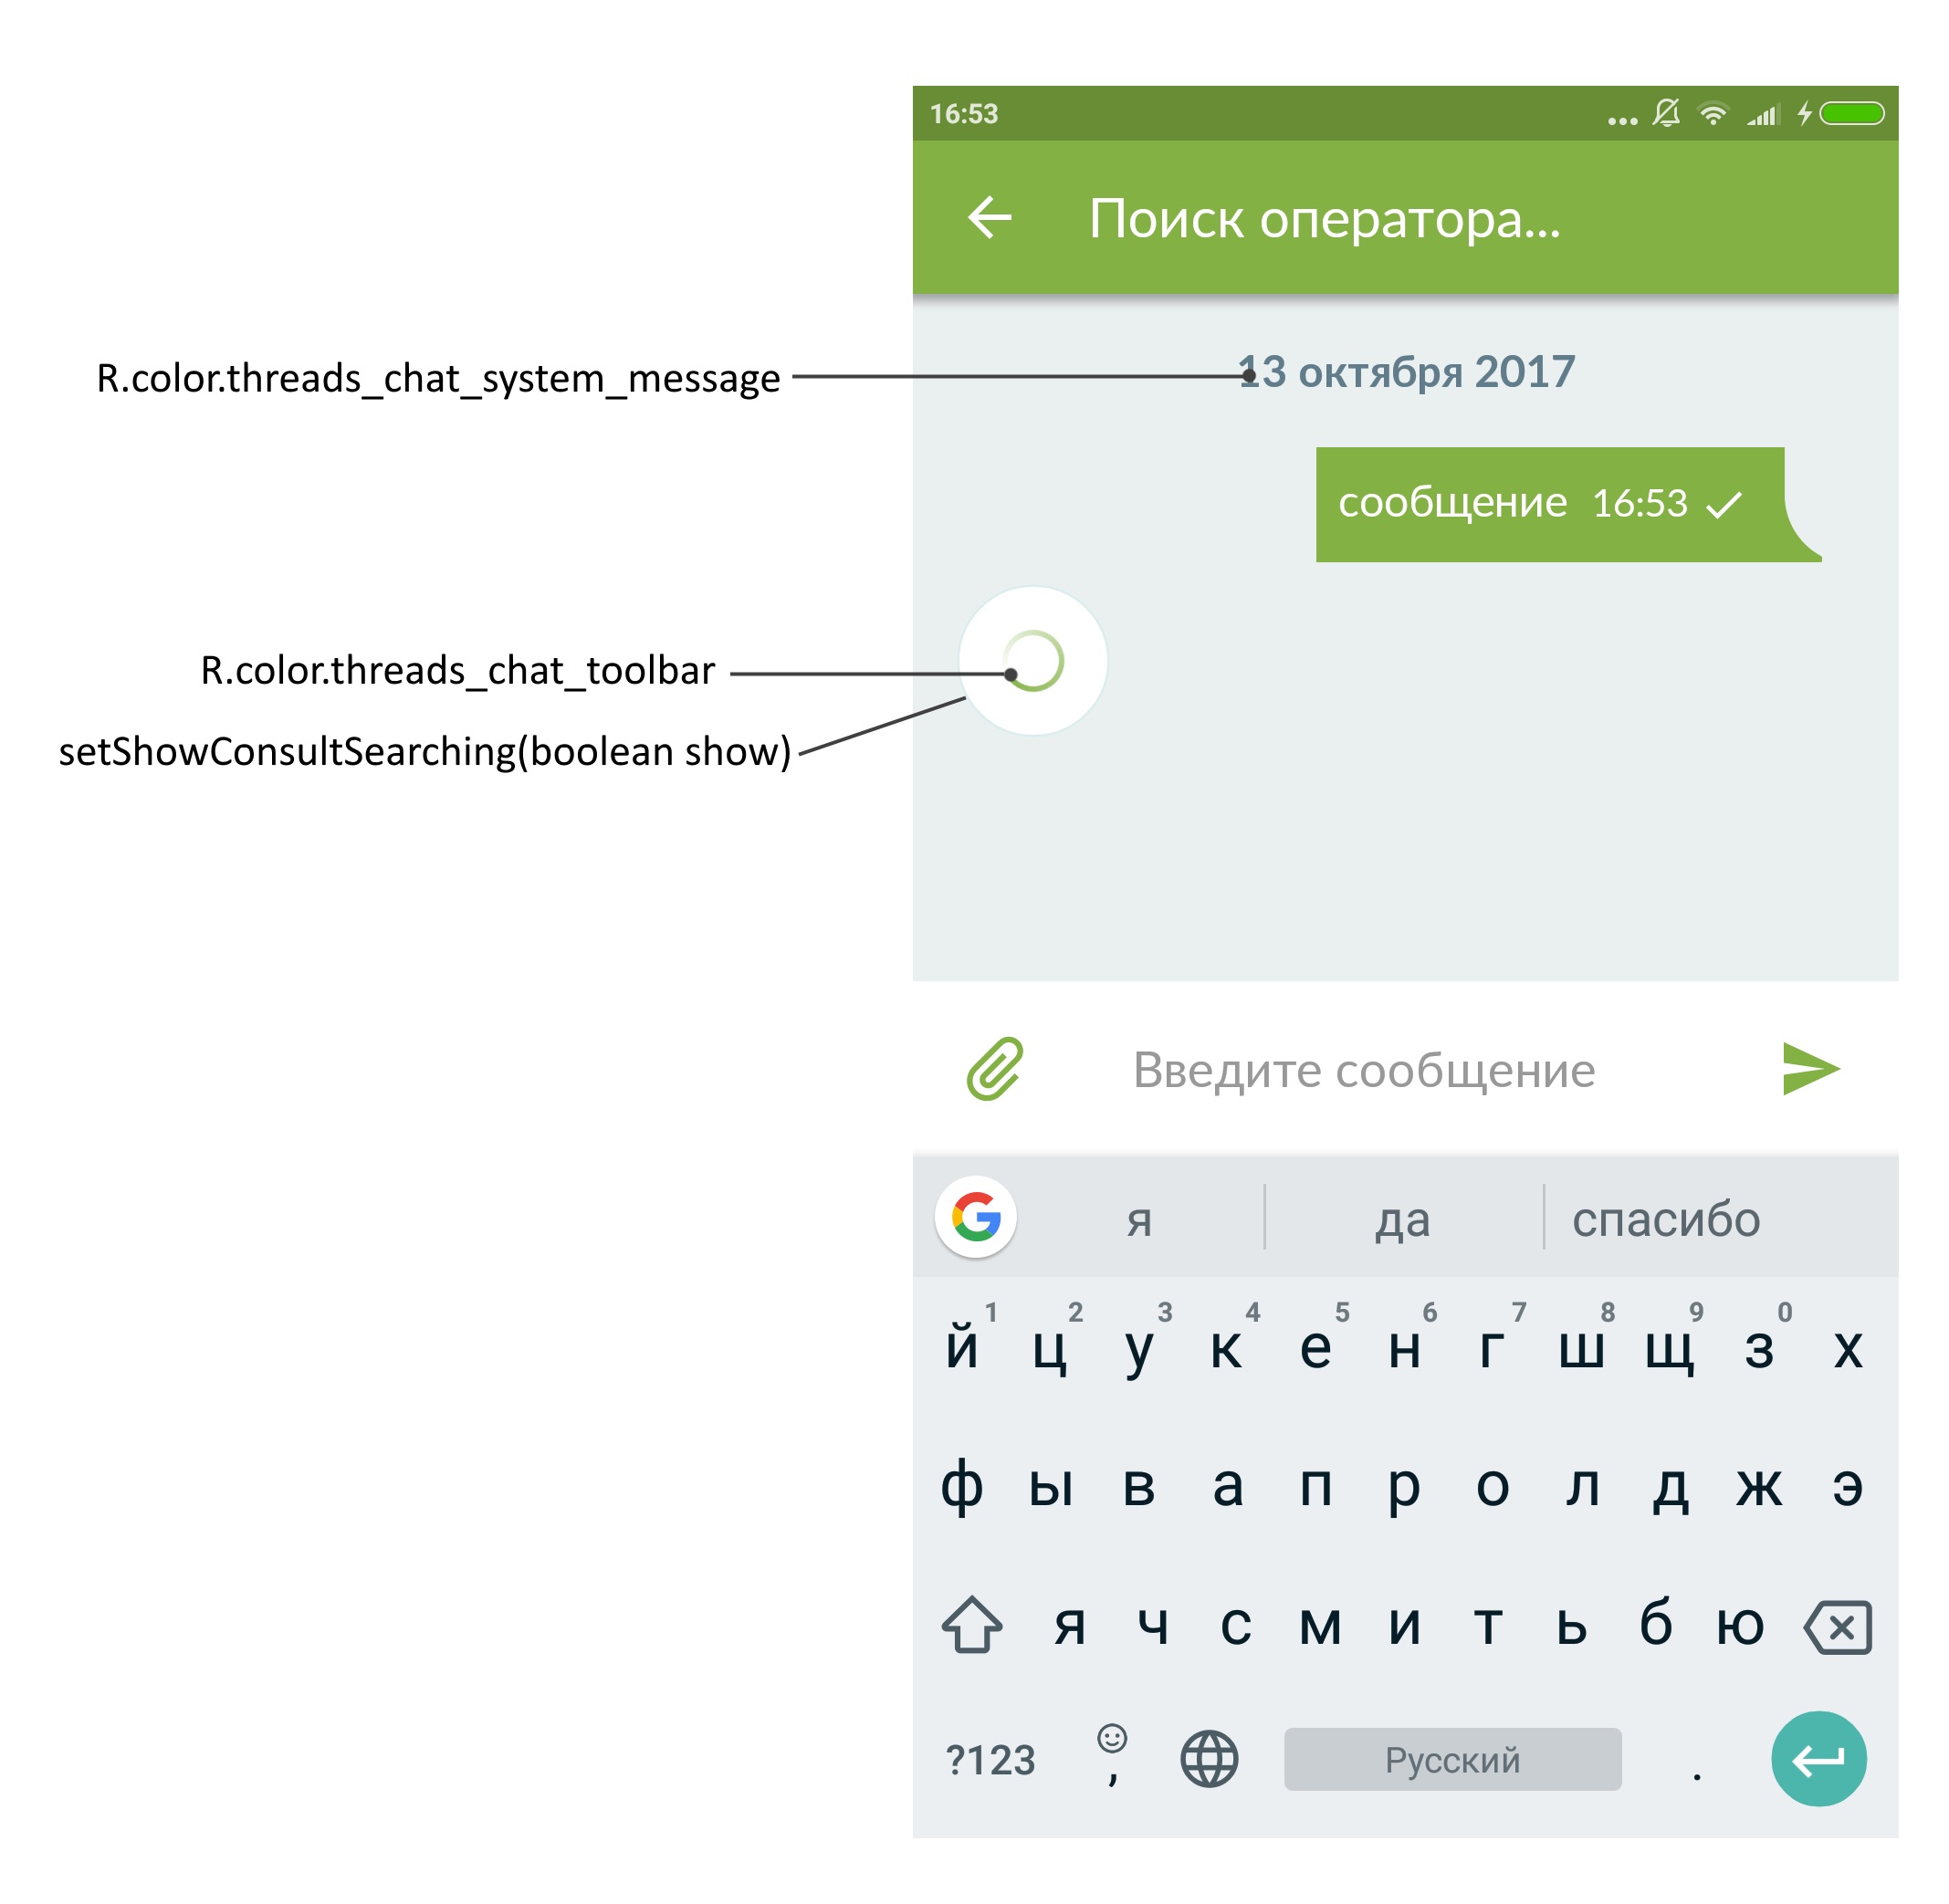 16:53
Поиск оператора...
R.color.threads_chat_system_message
13 октября 2017
сообщение 16:53
R.color.threads_chat_toolbar
setShowConsultSearching(boolean show)
Введите сообщение
G я да спасибо
1 2 3 4 5 6 7 8 9 0
й ц у к е н г ш щ з х
ф ы в а п р о л д ж э
я ч с м и т ь б ю
?123 , Русский .